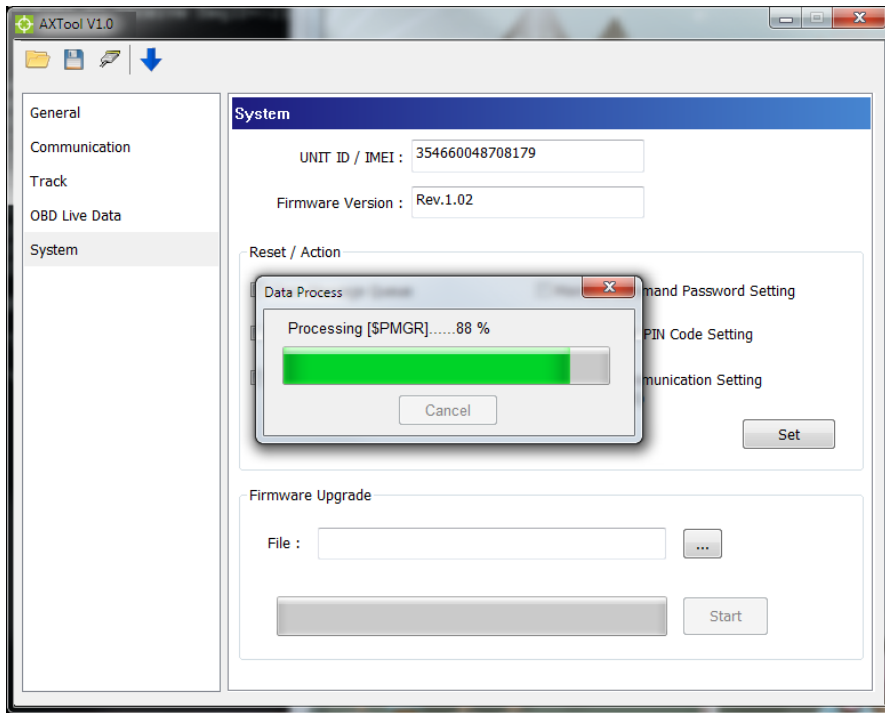 AXTool V1.0
General
Communication
Track
OBD Live Data
System
System
UNIT ID / IMEI : 354660048708179
Firmware Version : Rev.1.02
Reset / Action
Data Process
Processing [$PMGR]......88 %
Cancel
mand Password Setting
PIN Code Setting
munication Setting
Set
Firmware Upgrade
File :
...
Start